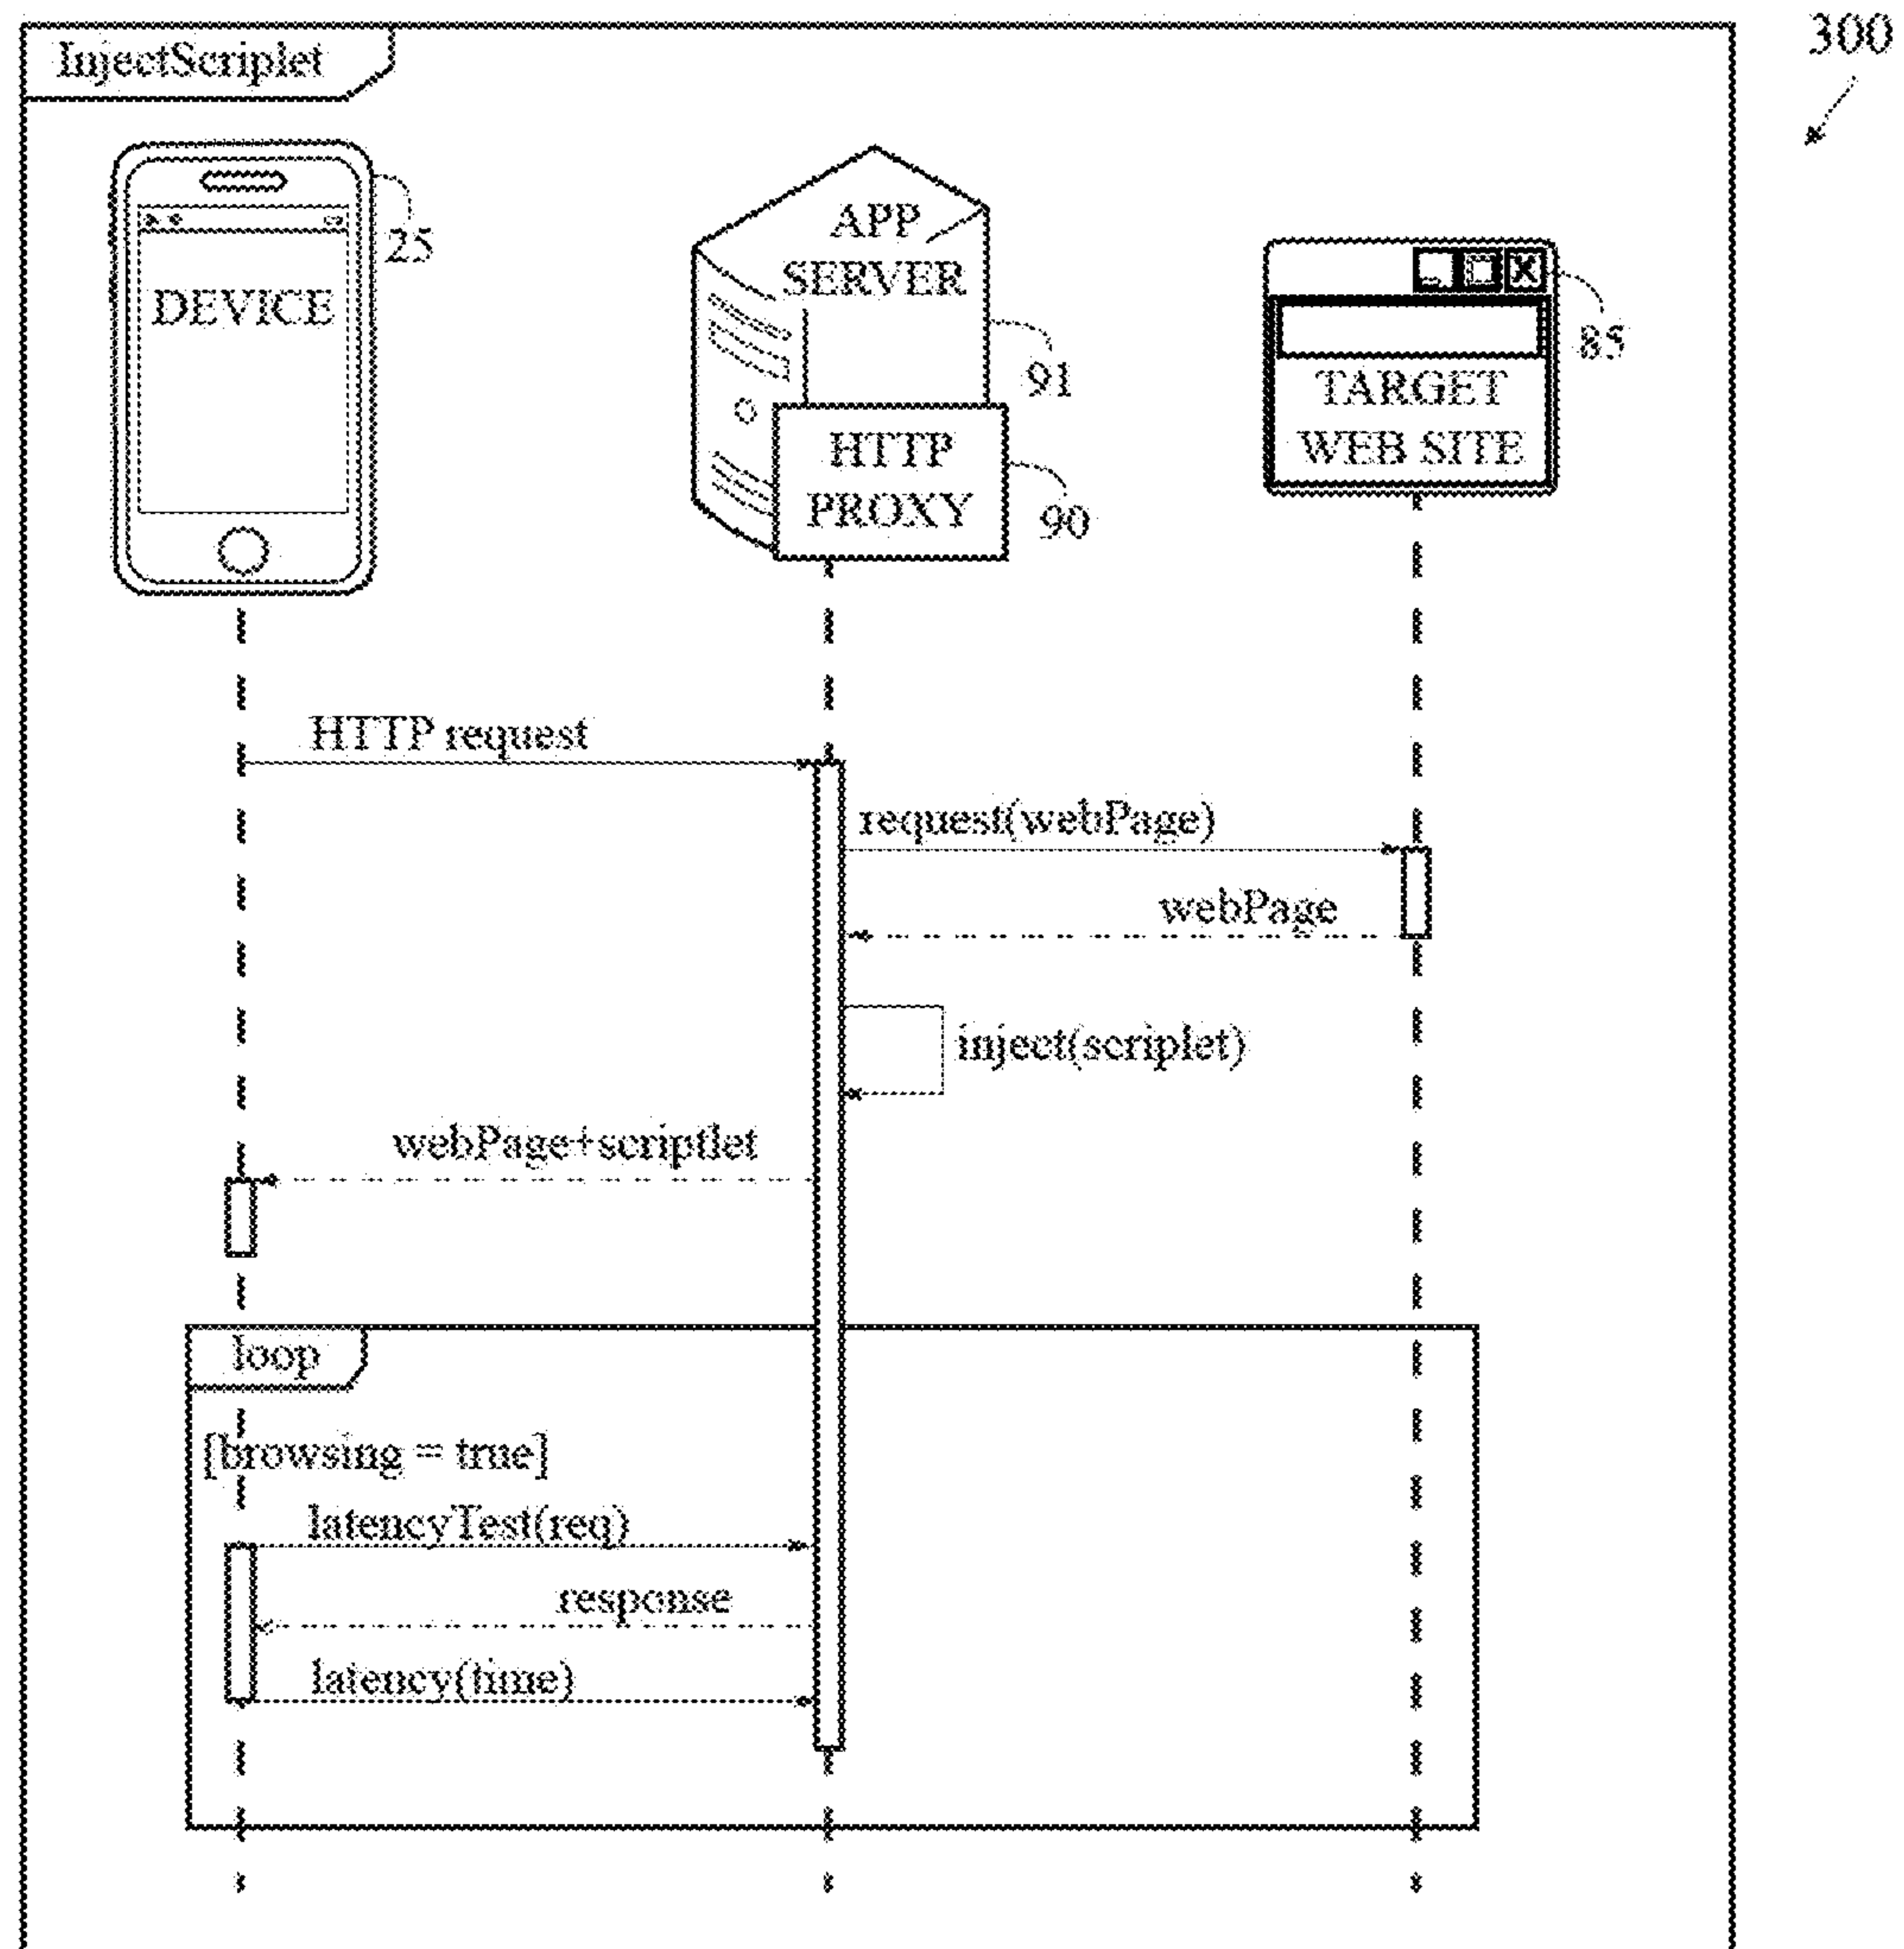 300
InjectScriplet
25
DEVICE
APP
SERVER
91
HTTP
PROXY
90
85
TARGET
WEB SITE
HTTP request
request(webPage)
webPage
inject(scriplet)
webPage+scriptlet
loop
[browsing = true]
latencyTest(req)
response
latency(time)